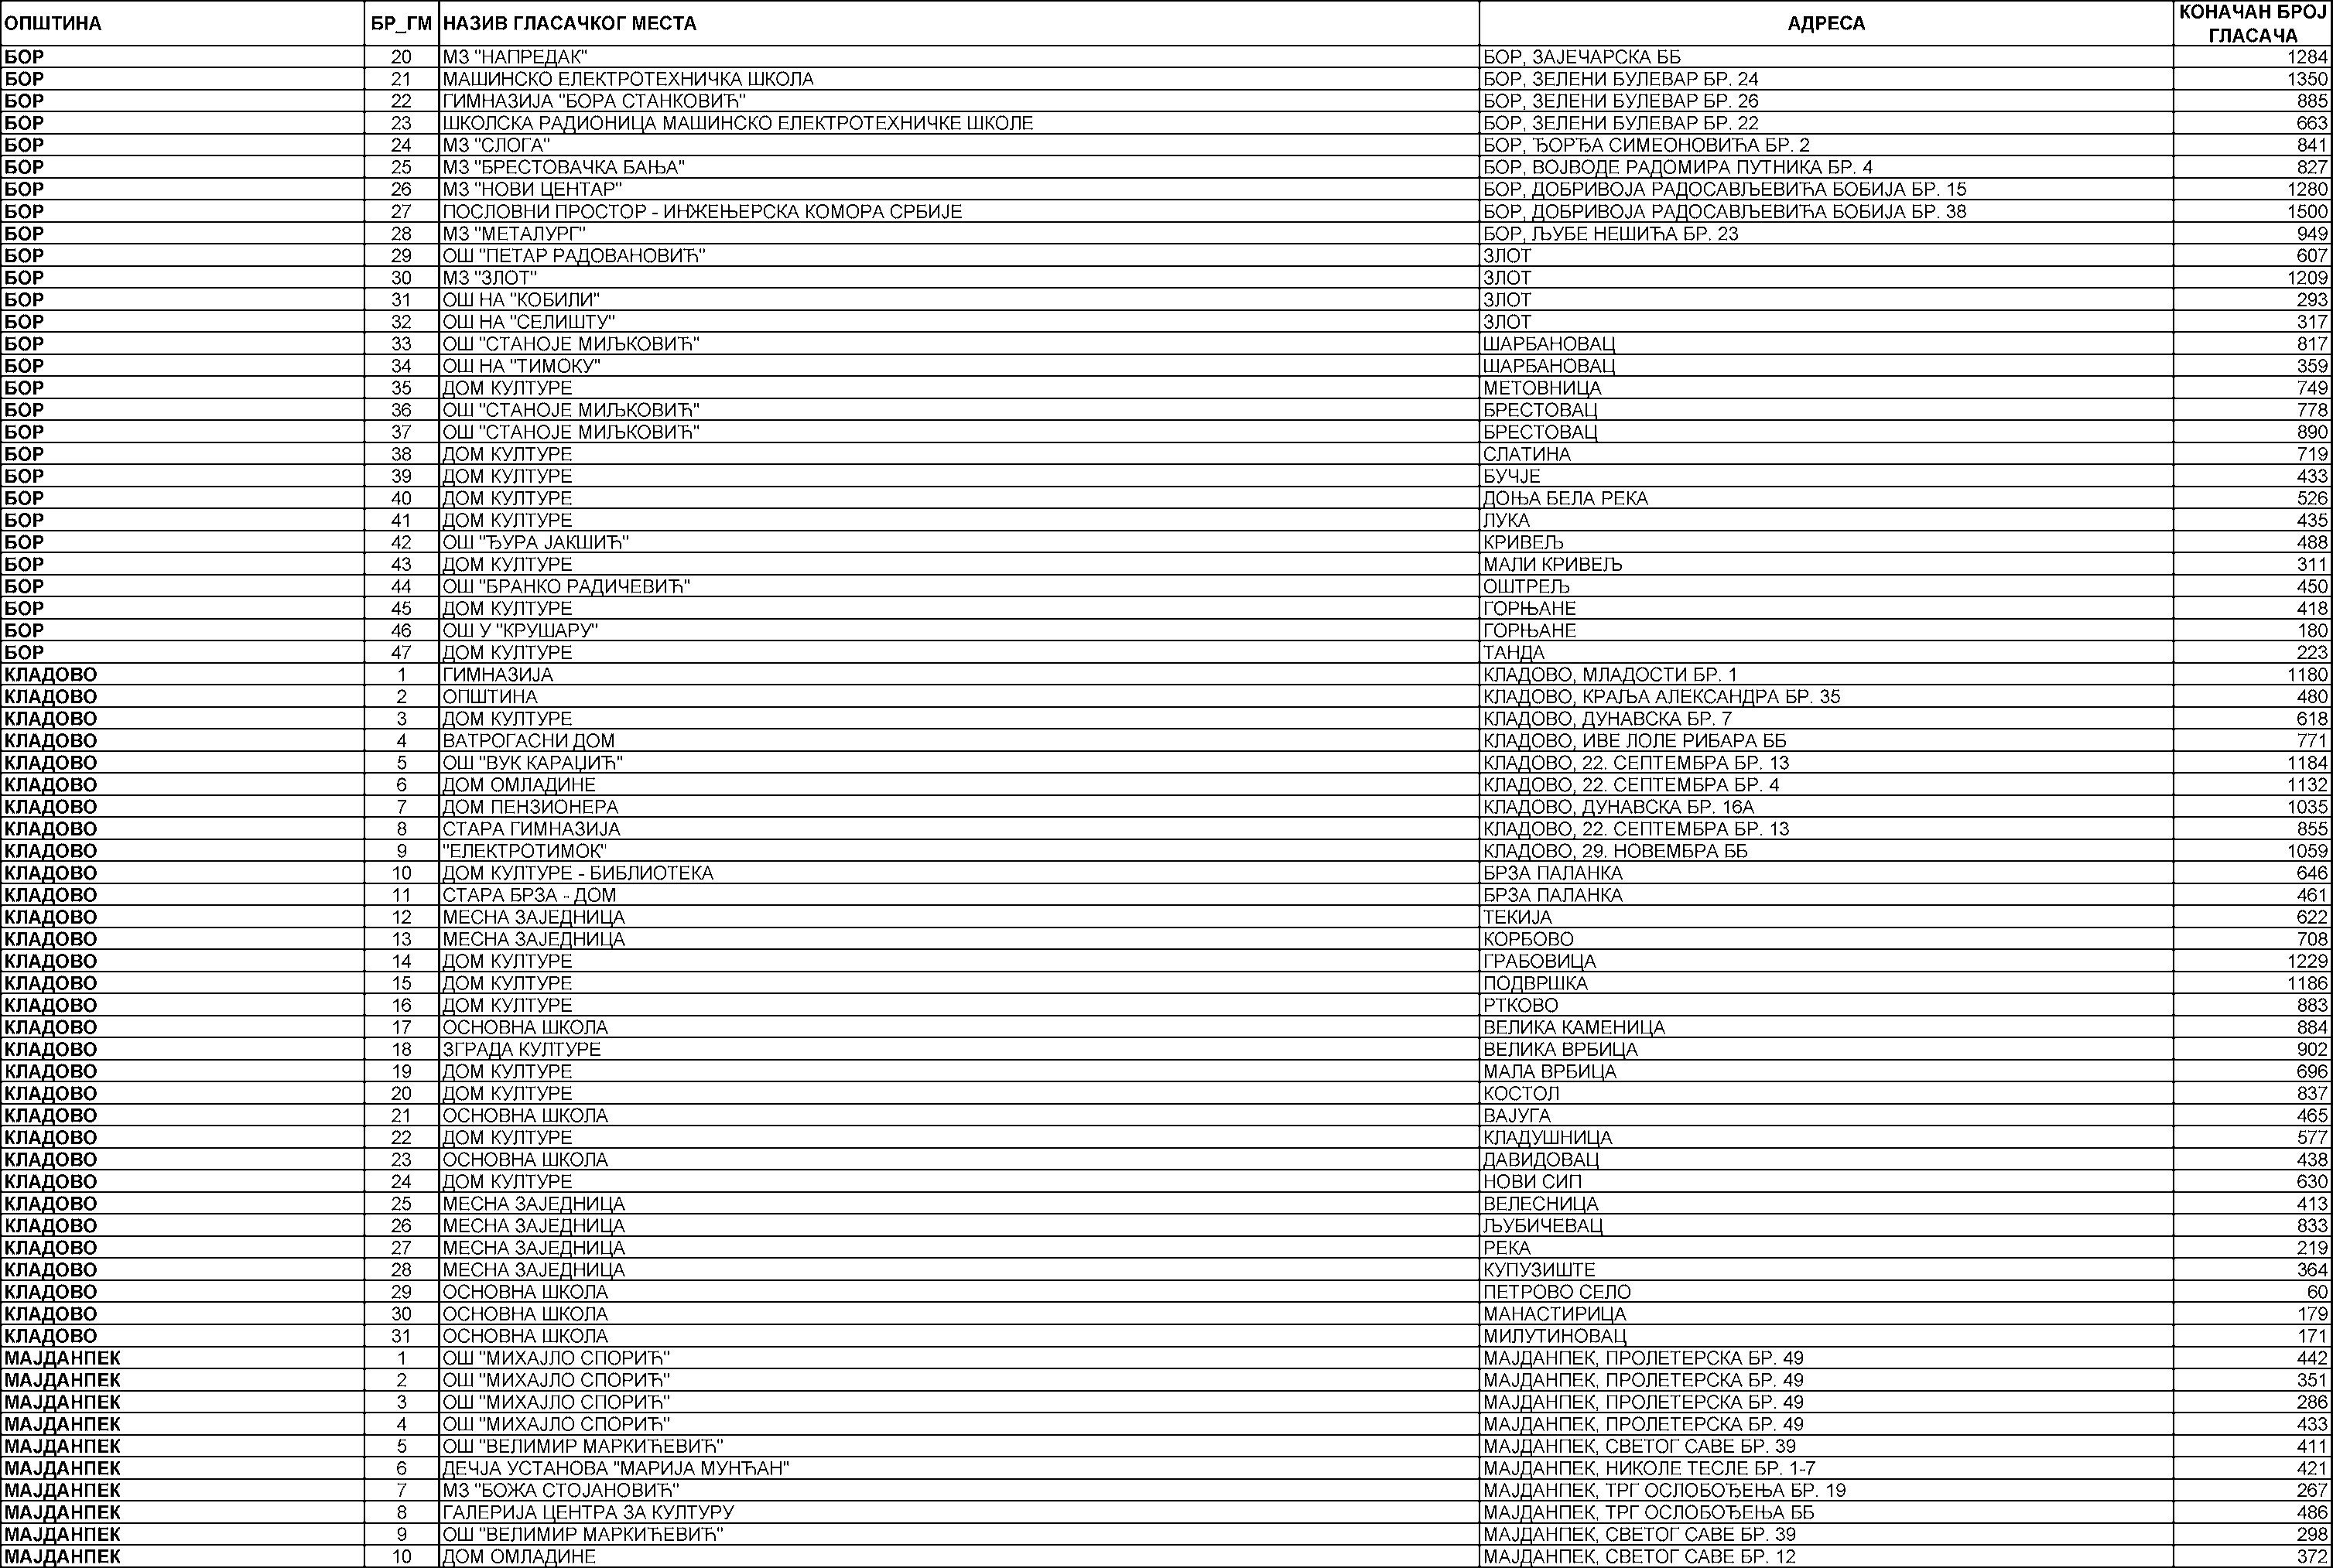 ОПШТИНА БР_ГМ НАЗИВ ГЛАСАЧКОГ МЕСТА АДРЕСА КОНАЧАН БРОЈ ГЛАСАЧА
БОР 20 МЗ "НАПРЕДАК" БОР, ЗАЈЕЧАРСКА ББ 1284
БОР 21 МАШИНСКО ЕЛЕКТРОТЕХНИЧКА ШКОЛА БОР, ЗЕЛЕНИ БУЛЕВАР БР. 24 1350
БОР 22 ГИМНАЗИЈА "БОРА СТАНКОВИЋ" БОР, ЗЕЛЕНИ БУЛЕВАР БР. 26 885
БОР 23 ШКОЛСКА РАДИОНИЦА МАШИНСКО ЕЛЕКТРОТЕХНИЧКЕ ШКОЛЕ БОР, ЗЕЛЕНИ БУЛЕВАР БР. 22 663
БОР 24 МЗ "СЛОГА" БОР, ЂОРЂА СИМЕОНОВИЋА БР. 2 841
БОР 25 МЗ "БРЕСТОВАЧКА БАЊА" БОР, ВОЈВОДЕ РАДОМИРА ПУТНИКА БР. 4 827
БОР 26 МЗ "НОВИ ЦЕНТАР" БОР, ДОБРИВОЈА РАДОСАВЉЕВИЋА БОБИЈА БР. 15 1280
БОР 27 ПОСЛОВНИ ПРОСТОР - ИНЖЕЊЕРСКА КОМОРА СРБИЈЕ БОР, ДОБРИВОЈА РАДОСАВЉЕВИЋА БОБИЈА БР. 38 1500
БОР 28 МЗ "МЕТАЛУРГ" БОР, ЉУБЕ НЕШИЋА БР. 23 949
БОР 29 ОШ "ПЕТАР РАДОВАНОВИЋ" ЗЛОТ 607
БОР 30 МЗ "ЗЛОТ" ЗЛОТ 1209
БОР 31 ОШ НА "КОБИЛИ" ЗЛОТ 293
БОР 32 ОШ НА "СЕЛИШТУ" ЗЛОТ 317
БОР 33 ОШ "СТАНОЈЕ МИЉКОВИЋ" ШАРБАНОВАЦ 817
БОР 34 ОШ НА "ТИМОКУ" ШАРБАНОВАЦ 359
БОР 35 ДОМ КУЛТУРЕ МЕТОВНИЦА 749
БОР 36 ОШ "СТАНОЈЕ МИЉКОВИЋ" БРЕСТОВАЦ 778
БОР 37 ОШ "СТАНОЈЕ МИЉКОВИЋ" БРЕСТОВАЦ 890
БОР 38 ДОМ КУЛТУРЕ СЛАТИНА 719
БОР 39 ДОМ КУЛТУРЕ БУЧЈЕ 433
БОР 40 ДОМ КУЛТУРЕ ДОЊА БЕЛА РЕКА 526
БОР 41 ДОМ КУЛТУРЕ ЛУКА 435
БОР 42 ОШ "ЂУРА ЈАКШИЋ" КРИВЕЉ 488
БОР 43 ДОМ КУЛТУРЕ МАЛИ КРИВЕЉ 311
БОР 44 ОШ "БРАНКО РАДИЧЕВИЋ" ОШТРЕЉ 450
БОР 45 ДОМ КУЛТУРЕ ГОРЊАНЕ 418
БОР 46 ОШ У "КРУШАРУ" ГОРЊАНЕ 180
БОР 47 ДОМ КУЛТУРЕ ТАНДА 223
КЛАДОВО 1 ГИМНАЗИЈА КЛАДОВО, МЛАДОСТИ БР. 1 1180
КЛАДОВО 2 ОПШТИНА КЛАДОВО, КРАЉА АЛЕКСАНДРА БР. 35 480
КЛАДОВО 3 ДОМ КУЛТУРЕ КЛАДОВО, ДУНАВСКА БР. 7 618
КЛАДОВО 4 ВАТРОГАСНИ ДОМ КЛАДОВО, ИВЕ ЛОЛЕ РИБАРА ББ 771
КЛАДОВО 5 ОШ "ВУК КАРАЏИЋ" КЛАДОВО, 22. СЕПТЕМБРА БР. 13 1184
КЛАДОВО 6 ДОМ ОМЛАДИНЕ КЛАДОВО, 22. СЕПТЕМБРА БР. 4 1132
КЛАДОВО 7 ДОМ ПЕНЗИОНЕРА КЛАДОВО, ДУНАВСКА БР. 16А 1035
КЛАДОВО 8 СТАРА ГИМНАЗИЈА КЛАДОВО, 22. СЕПТЕМБРА БР. 13 855
КЛАДОВО 9 "ЕЛЕКТРОТИМОК" КЛАДОВО, 29. НОВЕМБРА ББ 1059
КЛАДОВО 10 ДОМ КУЛТУРЕ - БИБЛИОТЕКА БРЗА ПАЛАНКА 646
КЛАДОВО 11 СТАРА БРЗА - ДОМ БРЗА ПАЛАНКА 461
КЛАДОВО 12 МЕСНА ЗАЈЕДНИЦА ТЕКИЈА 622
КЛАДОВО 13 МЕСНА ЗАЈЕДНИЦА КОРБОВО 708
КЛАДОВО 14 ДОМ КУЛТУРЕ ГРАБОВИЦА 1229
КЛАДОВО 15 ДОМ КУЛТУРЕ ПОДВРШКА 1186
КЛАДОВО 16 ДОМ КУЛТУРЕ РТКОВО 883
КЛАДОВО 17 ОСНОВНА ШКОЛА ВЕЛИКА КАМЕНИЦА 884
КЛАДОВО 18 ЗГРАДА КУЛТУРЕ ВЕЛИКА ВРБИЦА 902
КЛАДОВО 19 ДОМ КУЛТУРЕ МАЛА ВРБИЦА 696
КЛАДОВО 20 ДОМ КУЛТУРЕ КОСТОЛ 837
КЛАДОВО 21 ОСНОВНА ШКОЛА ВАЈУГА 465
КЛАДОВО 22 ДОМ КУЛТУРЕ КЛАДУШНИЦА 577
КЛАДОВО 23 ОСНОВНА ШКОЛА ДАВИДОВАЦ 438
КЛАДОВО 24 ДОМ КУЛТУРЕ НОВИ СИП 630
КЛАДОВО 25 МЕСНА ЗАЈЕДНИЦА ВЕЛЕСНИЦА 413
КЛАДОВО 26 МЕСНА ЗАЈЕДНИЦА ЉУБИЧЕВАЦ 833
КЛАДОВО 27 МЕСНА ЗАЈЕДНИЦА РЕКА 219
КЛАДОВО 28 МЕСНА ЗАЈЕДНИЦА КУПУЗИШТЕ 364
КЛАДОВО 29 ОСНОВНА ШКОЛА ПЕТРОВО СЕЛО 60
КЛАДОВО 30 ОСНОВНА ШКОЛА МАНАСТИРИЦА 179
КЛАДОВО 31 ОСНОВНА ШКОЛА МИЛУТИНОВАЦ 171
МАЈДАНПЕК 1 ОШ "МИХАЈЛО СПОРИЋ" МАЈДАНПЕК, ПРОЛЕТЕРСКА БР. 49 442
МАЈДАНПЕК 2 ОШ "МИХАЈЛО СПОРИЋ" МАЈДАНПЕК, ПРОЛЕТЕРСКА БР. 49 351
МАЈДАНПЕК 3 ОШ "МИХАЈЛО СПОРИЋ" МАЈДАНПЕК, ПРОЛЕТЕРСКА БР. 49 286
МАЈДАНПЕК 4 ОШ "МИХАЈЛО СПОРИЋ" МАЈДАНПЕК, ПРОЛЕТЕРСКА БР. 49 433
МАЈДАНПЕК 5 ОШ "ВЕЛИМИР МАРКИЋЕВИЋ" МАЈДАНПЕК, СВЕТОГ САВЕ БР. 39 411
МАЈДАНПЕК 6 ДЕЧЈА УСТАНОВА "МАРИЈА МУНЋАН" МАЈДАНПЕК, НИКОЛЕ ТЕСЛЕ БР. 1-7 421
МАЈДАНПЕК 7 МЗ "БОЖА СТОЈАНОВИЋ" МАЈДАНПЕК, ТРГ ОСЛОБОЂЕЊА БР. 19 267
МАЈДАНПЕК 8 ГАЛЕРИЈА ЦЕНТРА ЗА КУЛТУРУ МАЈДАНПЕК, ТРГ ОСЛОБОЂЕЊА ББ 486
МАЈДАНПЕК 9 ОШ "ВЕЛИМИР МАРКИЋЕВИЋ" МАЈДАНПЕК, СВЕТОГ САВЕ БР. 39 298
МАЈДАНПЕК 10 ДОМ ОМЛАДИНЕ МАЈДАНПЕК, СВЕТОГ САВЕ БР. 12 372